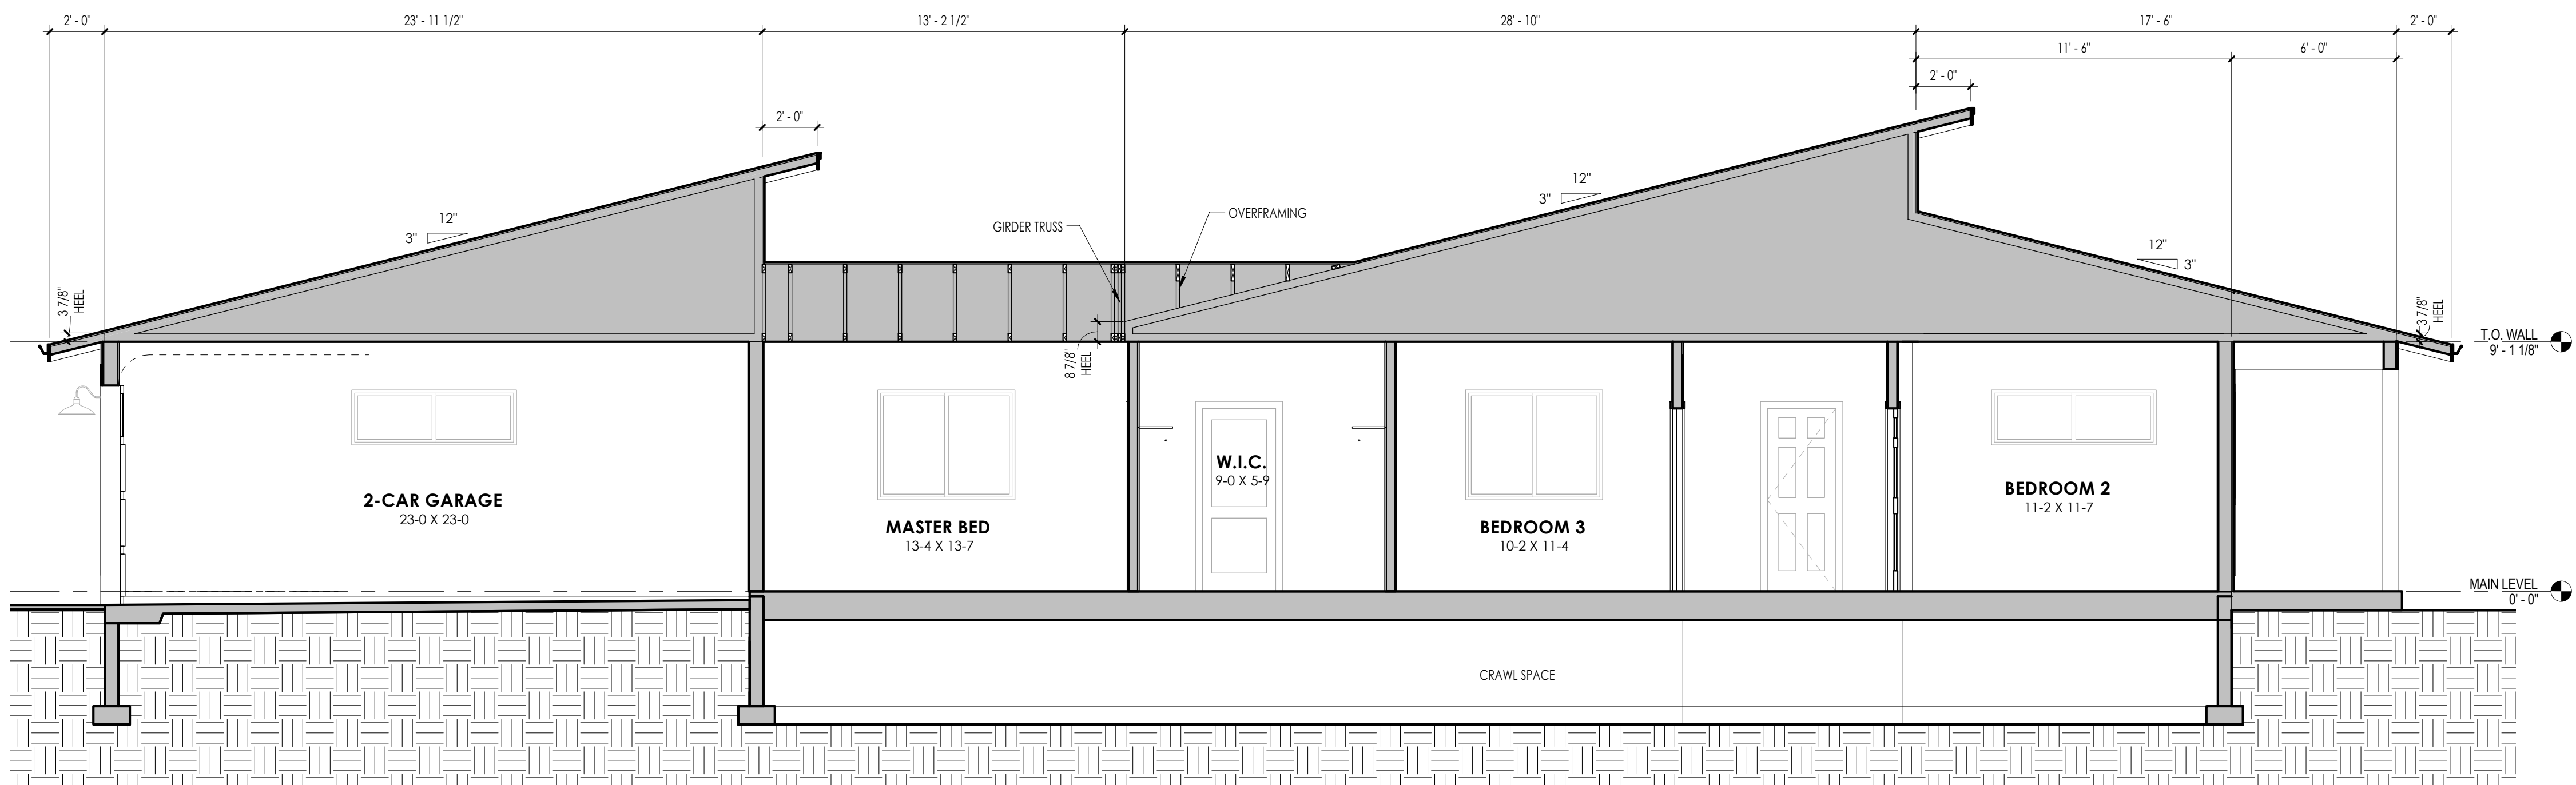 2' - 0"
23' - 11 1/2"
13' - 2 1/2"
28' - 10"
17' - 6"
2' - 0"
11' - 6"
6' - 0"
2' - 0"
2' - 0"
12"
3"
12"
3"
12"
3"
GIRDER TRUSS
OVERFRAMING
3 7/8"
HEEL
8 7/8"
HEEL
3 7/8"
HEEL
T.O. WALL
9' - 1 1/8"
2-CAR GARAGE
23-0 X 23-0
MASTER BED
13-4 X 13-7
W.I.C.
9-0 X 5-9
BEDROOM 3
10-2 X 11-4
BEDROOM 2
11-2 X 11-7
MAIN LEVEL
0' - 0"
CRAWL SPACE